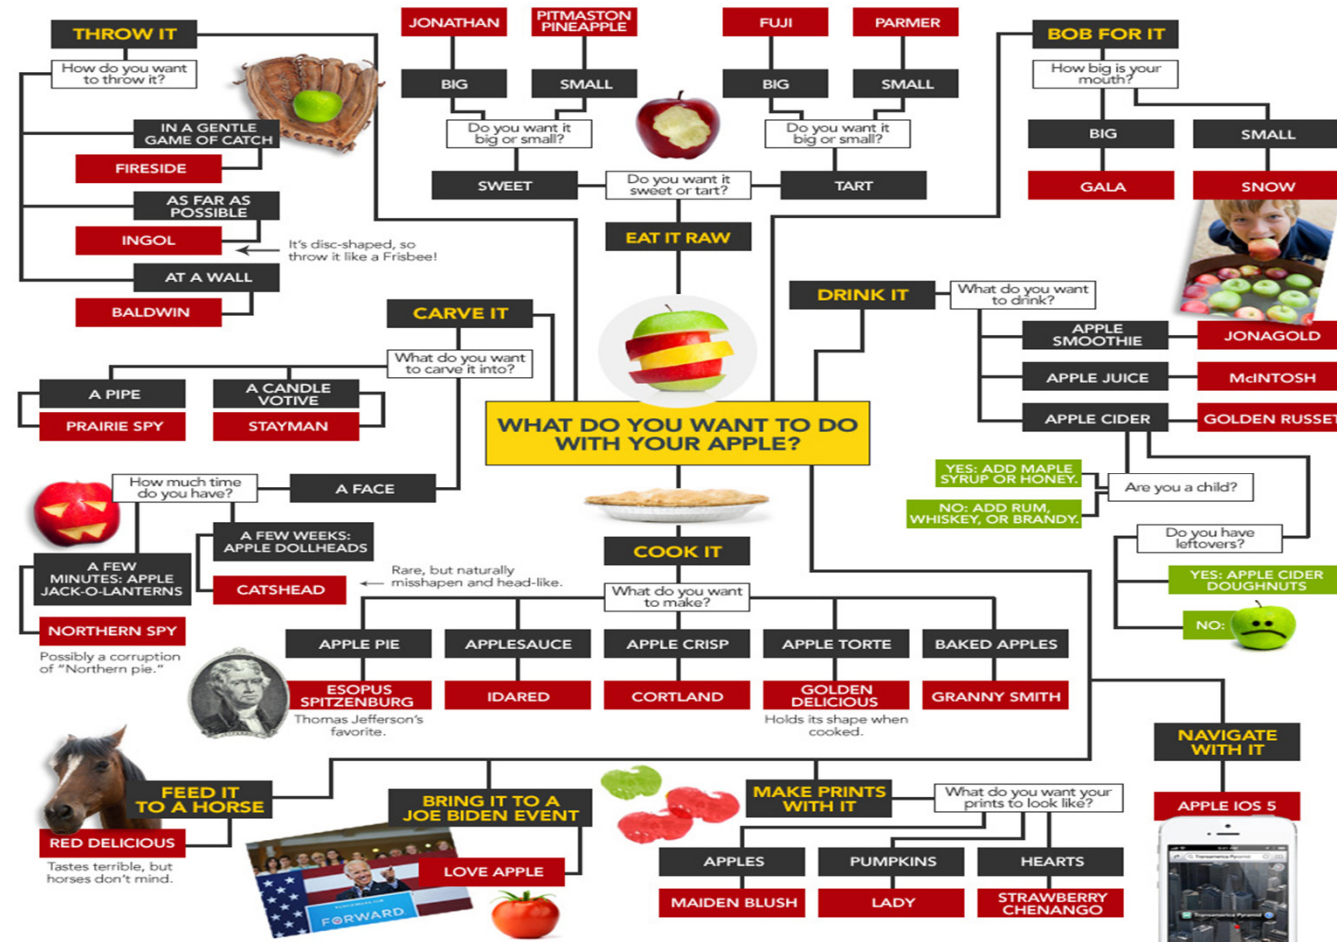 THROW IT
How do you want
to throw it?
IN A GENTLE
GAME OF CATCH
FIRESIDE
AS FAR AS
POSSIBLE
INGOL
It's disc-shaped, so
throw it like a Frisbee!
AT A WALL
BALDWIN
JONATHAN
PITMASTON
PINEAPPLE
FUJI
PARMER
BIG
SMALL
BIG
SMALL
Do you want it
big or small?
Do you want it
big or small?
SWEET
Do you want it
sweet or tart?
TART
EAT IT RAW
BOB FOR IT
How big is your
mouth?
BIG
SMALL
GALA
SNOW
DRINK IT
What do you want
to drink?
APPLE
SMOOTHIE
JONAGOLD
APPLE JUICE
McINTOSH
APPLE CIDER
GOLDEN RUSSET
YES: ADD MAPLE
SYRUP OR HONEY.
Are you a child?
NO: ADD RUM,
WHISKEY, OR BRANDY.
Do you have
leftovers?
YES: APPLE CIDER
DOUGHNUTS
NO:
CARVE IT
What do you want
to carve it into?
A PIPE
A CANDLE
VOTIVE
PRAIRIE SPY
STAYMAN
WHAT DO YOU WANT TO DO
WITH YOUR APPLE?
How much time
do you have?
A FACE
A FEW WEEKS:
APPLE DOLLHEADS
A FEW
MINUTES: APPLE
JACK-O-LANTERNS
CATSHEAD
Rare, but naturally
misshapen and head-like.
NORTHERN SPY
Possibly a corruption
of "Northern pie."
COOK IT
What do you want
to make?
APPLE PIE
APPLESAUCE
APPLE CRISP
APPLE TORTE
BAKED APPLES
ESOPUS
SPITZENBURG
IDARED
CORTLAND
GOLDEN
DELICIOUS
GRANNY SMITH
Thomas Jefferson's
favorite.
Holds its shape when
cooked.
NAVIGATE
WITH IT
APPLE IOS 5
Transamerica Pyramid
Transamerica Pyramid
FEED IT
TO A HORSE
RED DELICIOUS
Tastes terrible, but
horses don't mind.
BRING IT TO A
JOE BIDEN EVENT
LOVE APPLE
FORWARD.
MAKE PRINTS
WITH IT
What do you want your
prints to look like?
APPLES
PUMPKINS
HEARTS
MAIDEN BLUSH
LADY
STRAWBERRY
CHENANGO